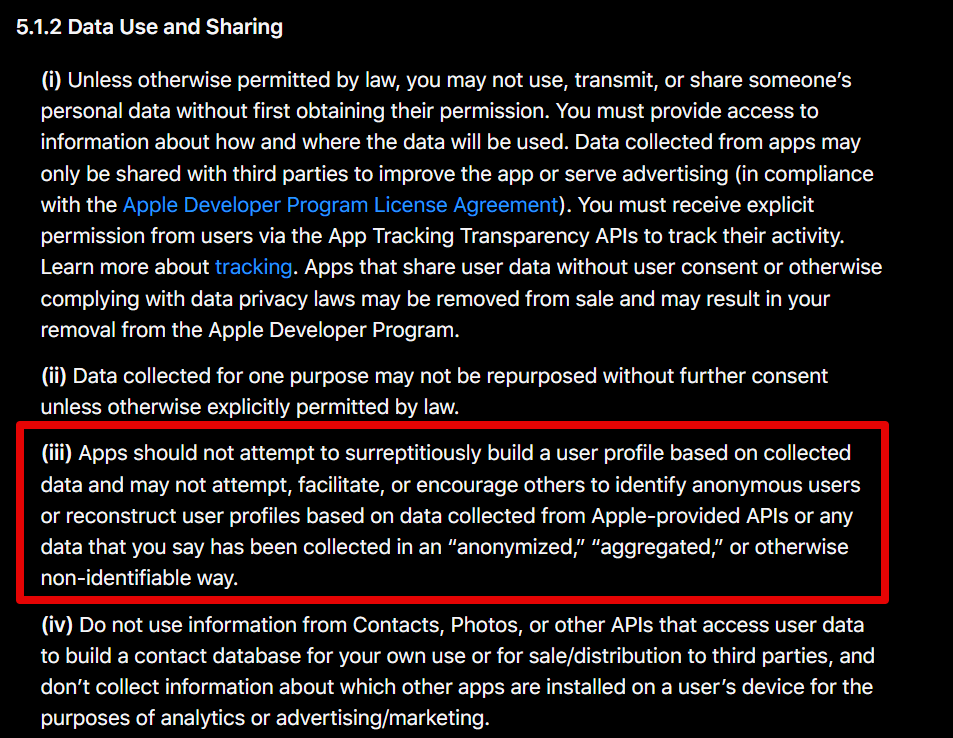 5.1.2 Data Use and Sharing
(i) Unless otherwise permitted by law, you may not use, transmit, or share someone’s
personal data without first obtaining their permission. You must provide access to
information about how and where the data will be used. Data collected from apps may
only be shared with third parties to improve the app or serve advertising (in compliance
with the Apple Developer Program License Agreement). You must receive explicit
permission from users via the App Tracking Transparency APIs to track their activity.
Learn more about tracking. Apps that share user data without user consent or otherwise
complying with data privacy laws may be removed from sale and may result in your
removal from the Apple Developer Program.
(ii) Data collected for one purpose may not be repurposed without further consent
unless otherwise explicitly permitted by law.
(iii) Apps should not attempt to surreptitiously build a user profile based on collected
data and may not attempt, facilitate, or encourage others to identify anonymous users
or reconstruct user profiles based on data collected from Apple-provided APIs or any
data that you say has been collected in an “anonymized,” “aggregated,” or otherwise
non-identifiable way.
(iv) Do not use information from Contacts, Photos, or other APIs that access user data
to build a contact database for your own use or for sale/distribution to third parties, and
don’t collect information about which other apps are installed on a user’s device for the
purposes of analytics or advertising/marketing.